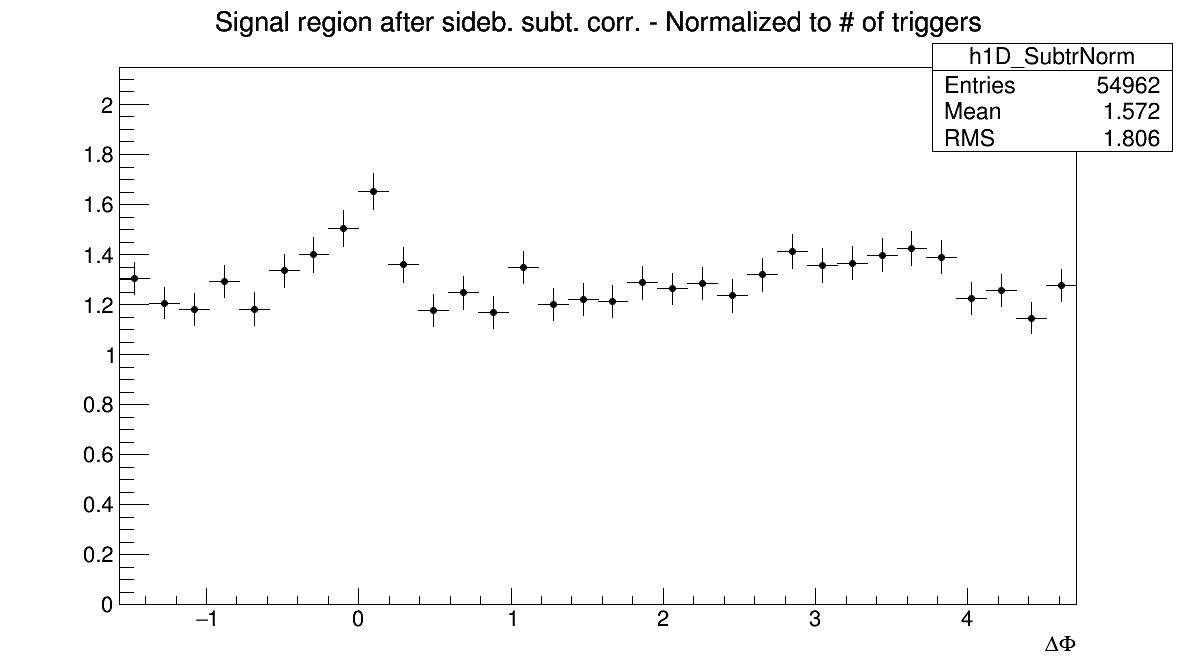 Signal region after sideb. subt. corr. - Normalized to # of triggers
h1D_SubtrNorm
Entries 54962
Mean 1.572
RMS 1.806
2
1.8
1.6
1.4
1.2
1
0.8
0.6
0.4
0.2
0
−1 0 1 2 3 4
ΔΦ